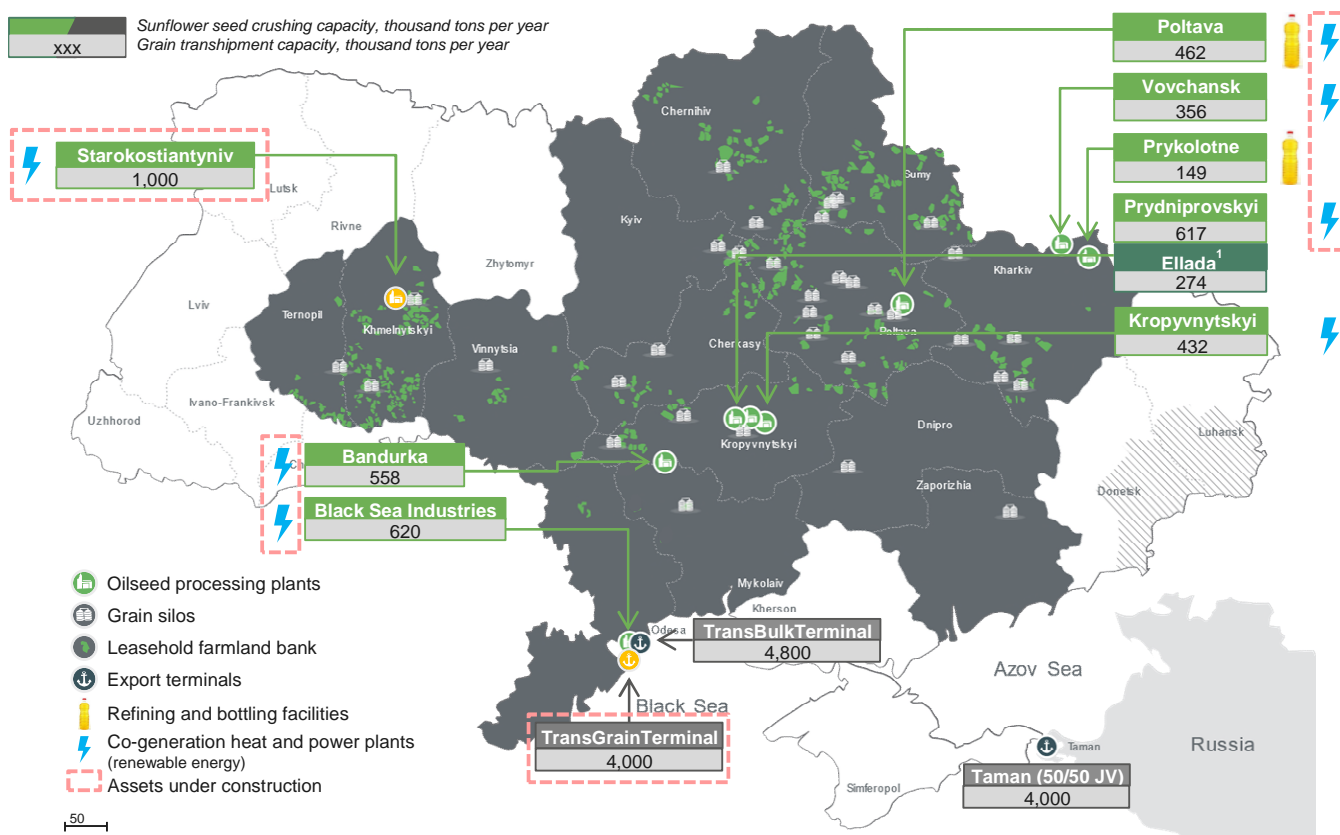 Sunflower seed crushing capacity, thousand tons per year
xxx
Grain transhipment capacity, thousand tons per year
Poltava
462
Vovchansk
356
Prykolotne
149
Prydniprovskyi
617
Ellada¹
274
Kropyvnytskyi
432
Starokostiantyniv
1,000
Chernihiv
Sumy
Lutsk
Rivne
Kyiv
Zhytomyr
Kharkiv
Lviv
Ternopil
Khmelnytskyi
Vinnytsia
Cherkasy
Poltava
Ivano-Frankivsk
Uzhhorod
Kropyvnytskyi
Dnipro
Luhansk
Donetsk
Zaporizhia
Bandurka
558
Black Sea Industries
620
Mykolaiv
Kherson
Odesa
TransBulkTerminal
4,800
Azov Sea
Black Sea
TransGrainTerminal
4,000
Taman
Russia
Taman (50/50 JV)
4,000
Simferopol
Oilseed processing plants
Grain silos
Leasehold farmland bank
Export terminals
Refining and bottling facilities
Co-generation heat and power plants
(renewable energy)
Assets under construction
50